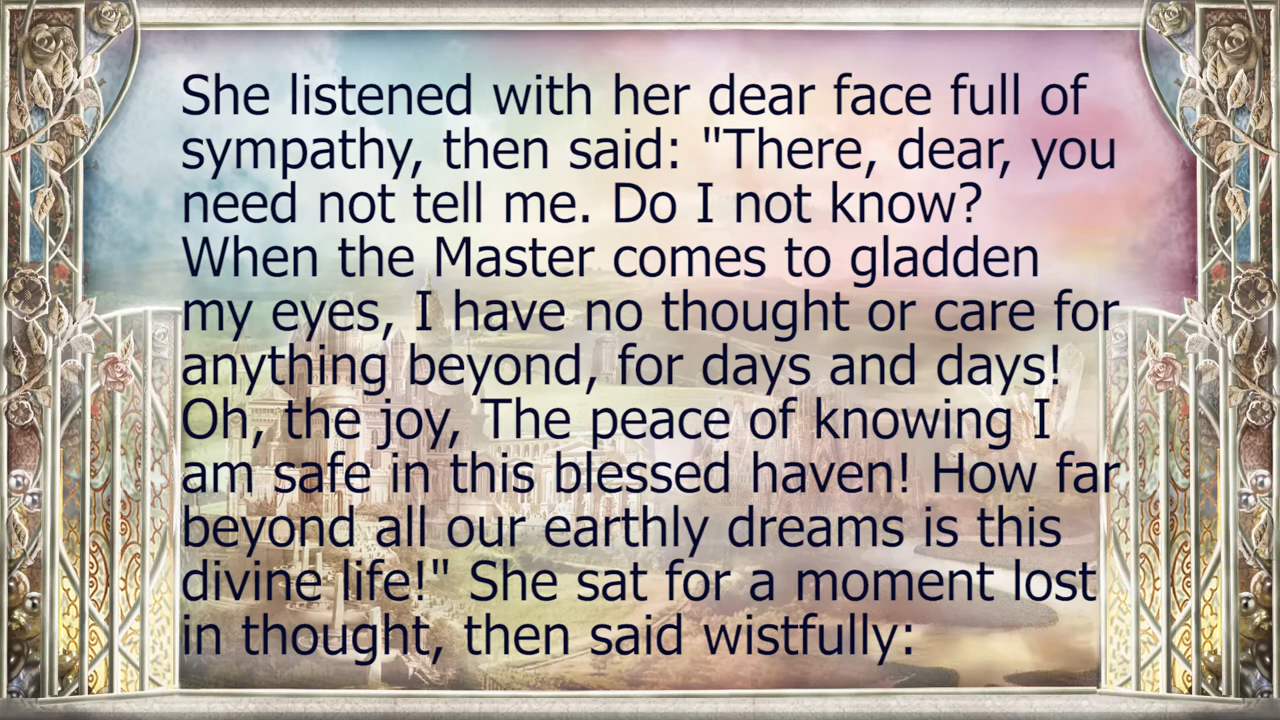 She listened with her dear face full of
sympathy, then said: "There, dear, you
need not tell me. Do I not know?
When the Master comes to gladden
my eyes, I have no thought or care for
anything beyond, for days and days!
Oh, the joy, The peace of knowing I
am safe in this blessed haven! How far
beyond all our earthly dreams is this
divine life!" She sat for a moment lost
in thought, then said wistfully: